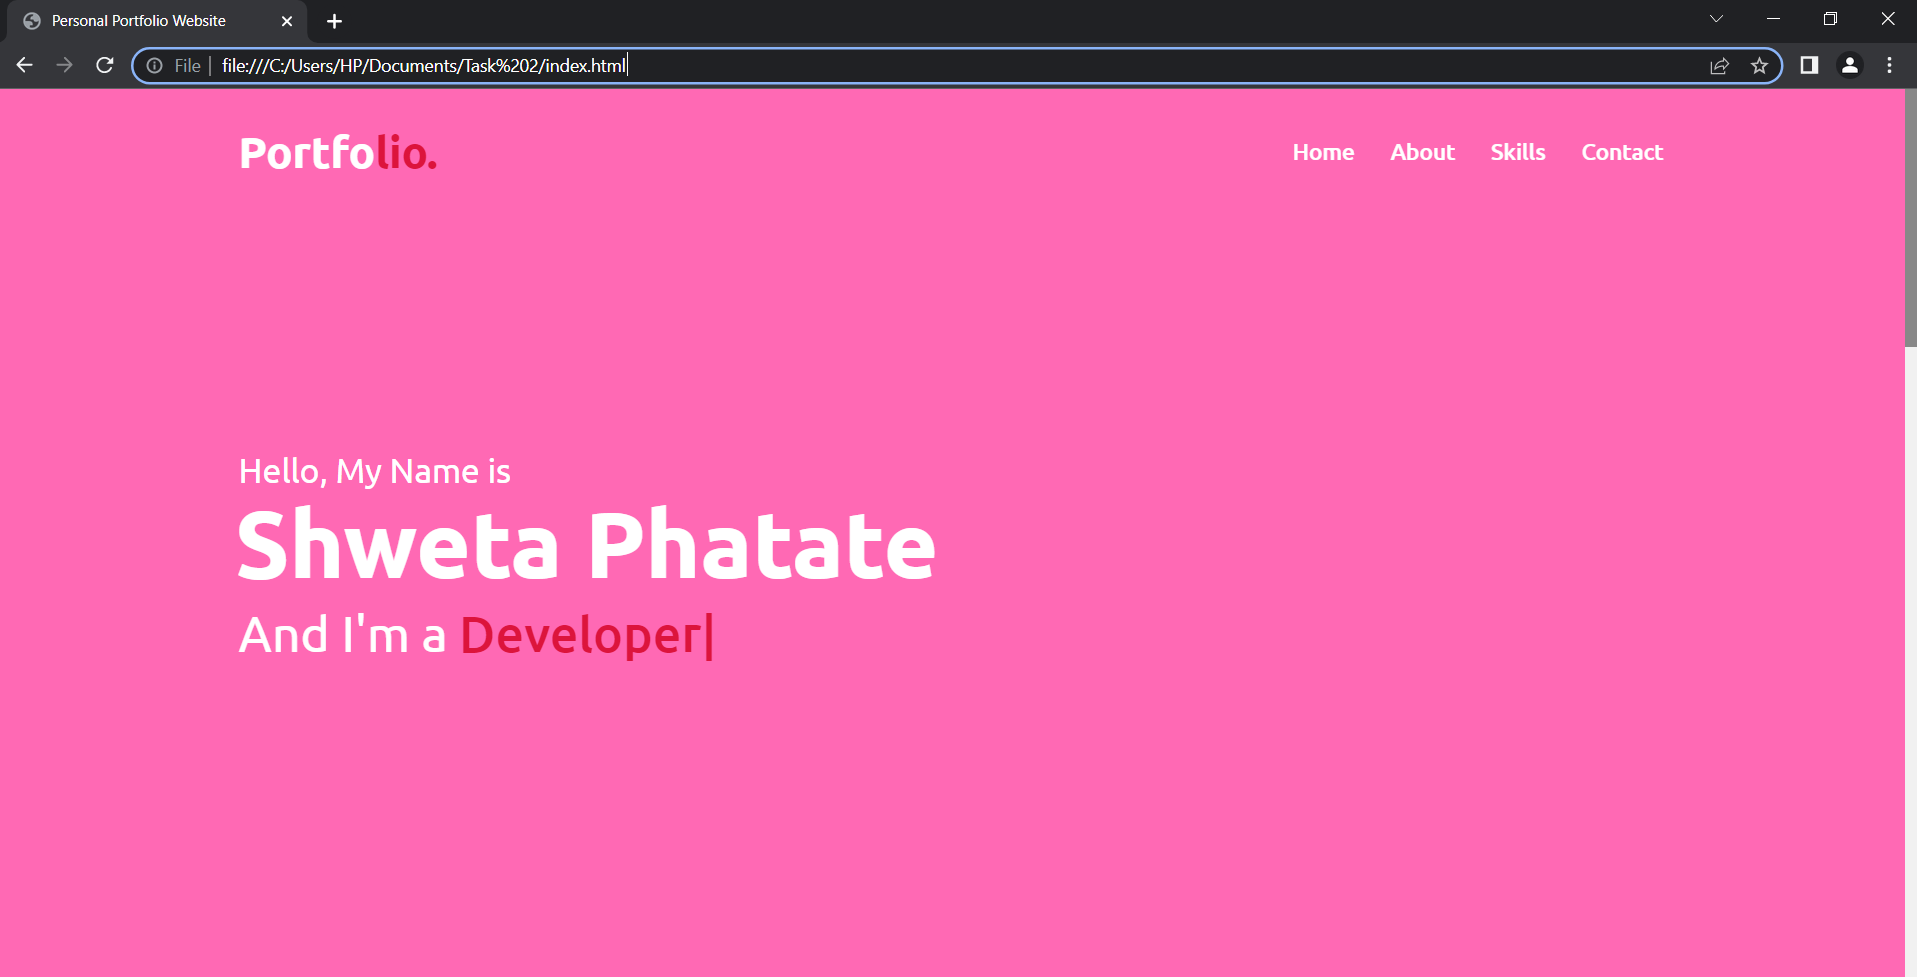 Personal Portfolio Website
File | file:///C:/Users/HP/Documents/Task%202/index.html
Portfolio.
Home About Skills Contact
Hello, My Name is
Shweta Phatate
And I'm a Developer|